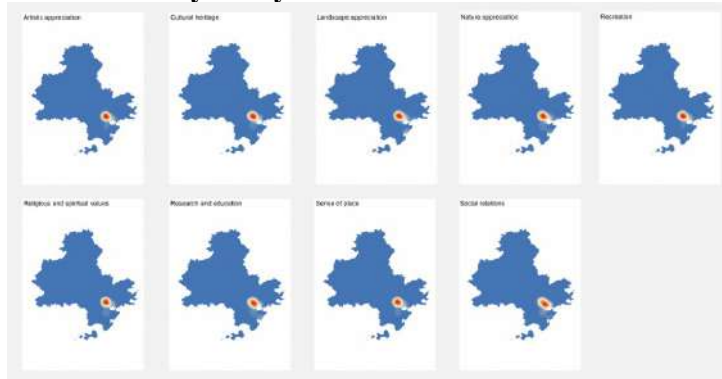 Artistic appreciation
Cultural heritage
Landscape appreciation
Nature appreciation
Recreation
Religious and spiritual values
Research and education
Sense of place
Social relations